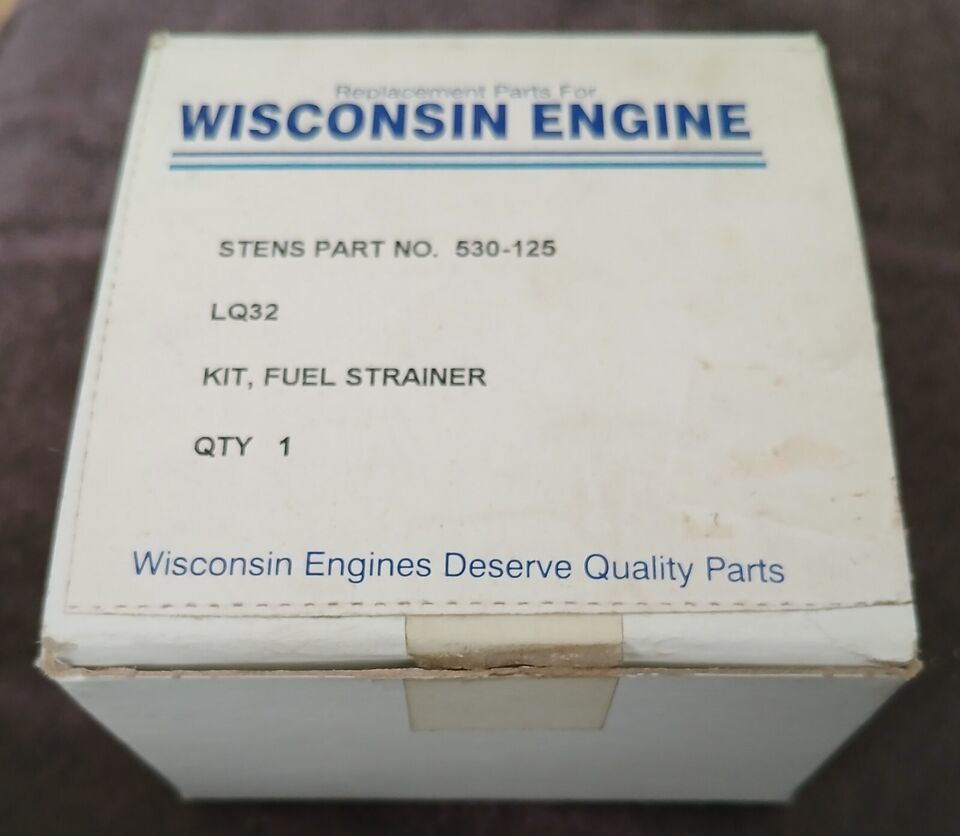 Replacement Parts For
WISCONSIN ENGINE
STENS PART NO. 530-125
LQ32
KIT, FUEL STRAINER
QTY 1
Wisconsin Engines Deserve Quality Parts